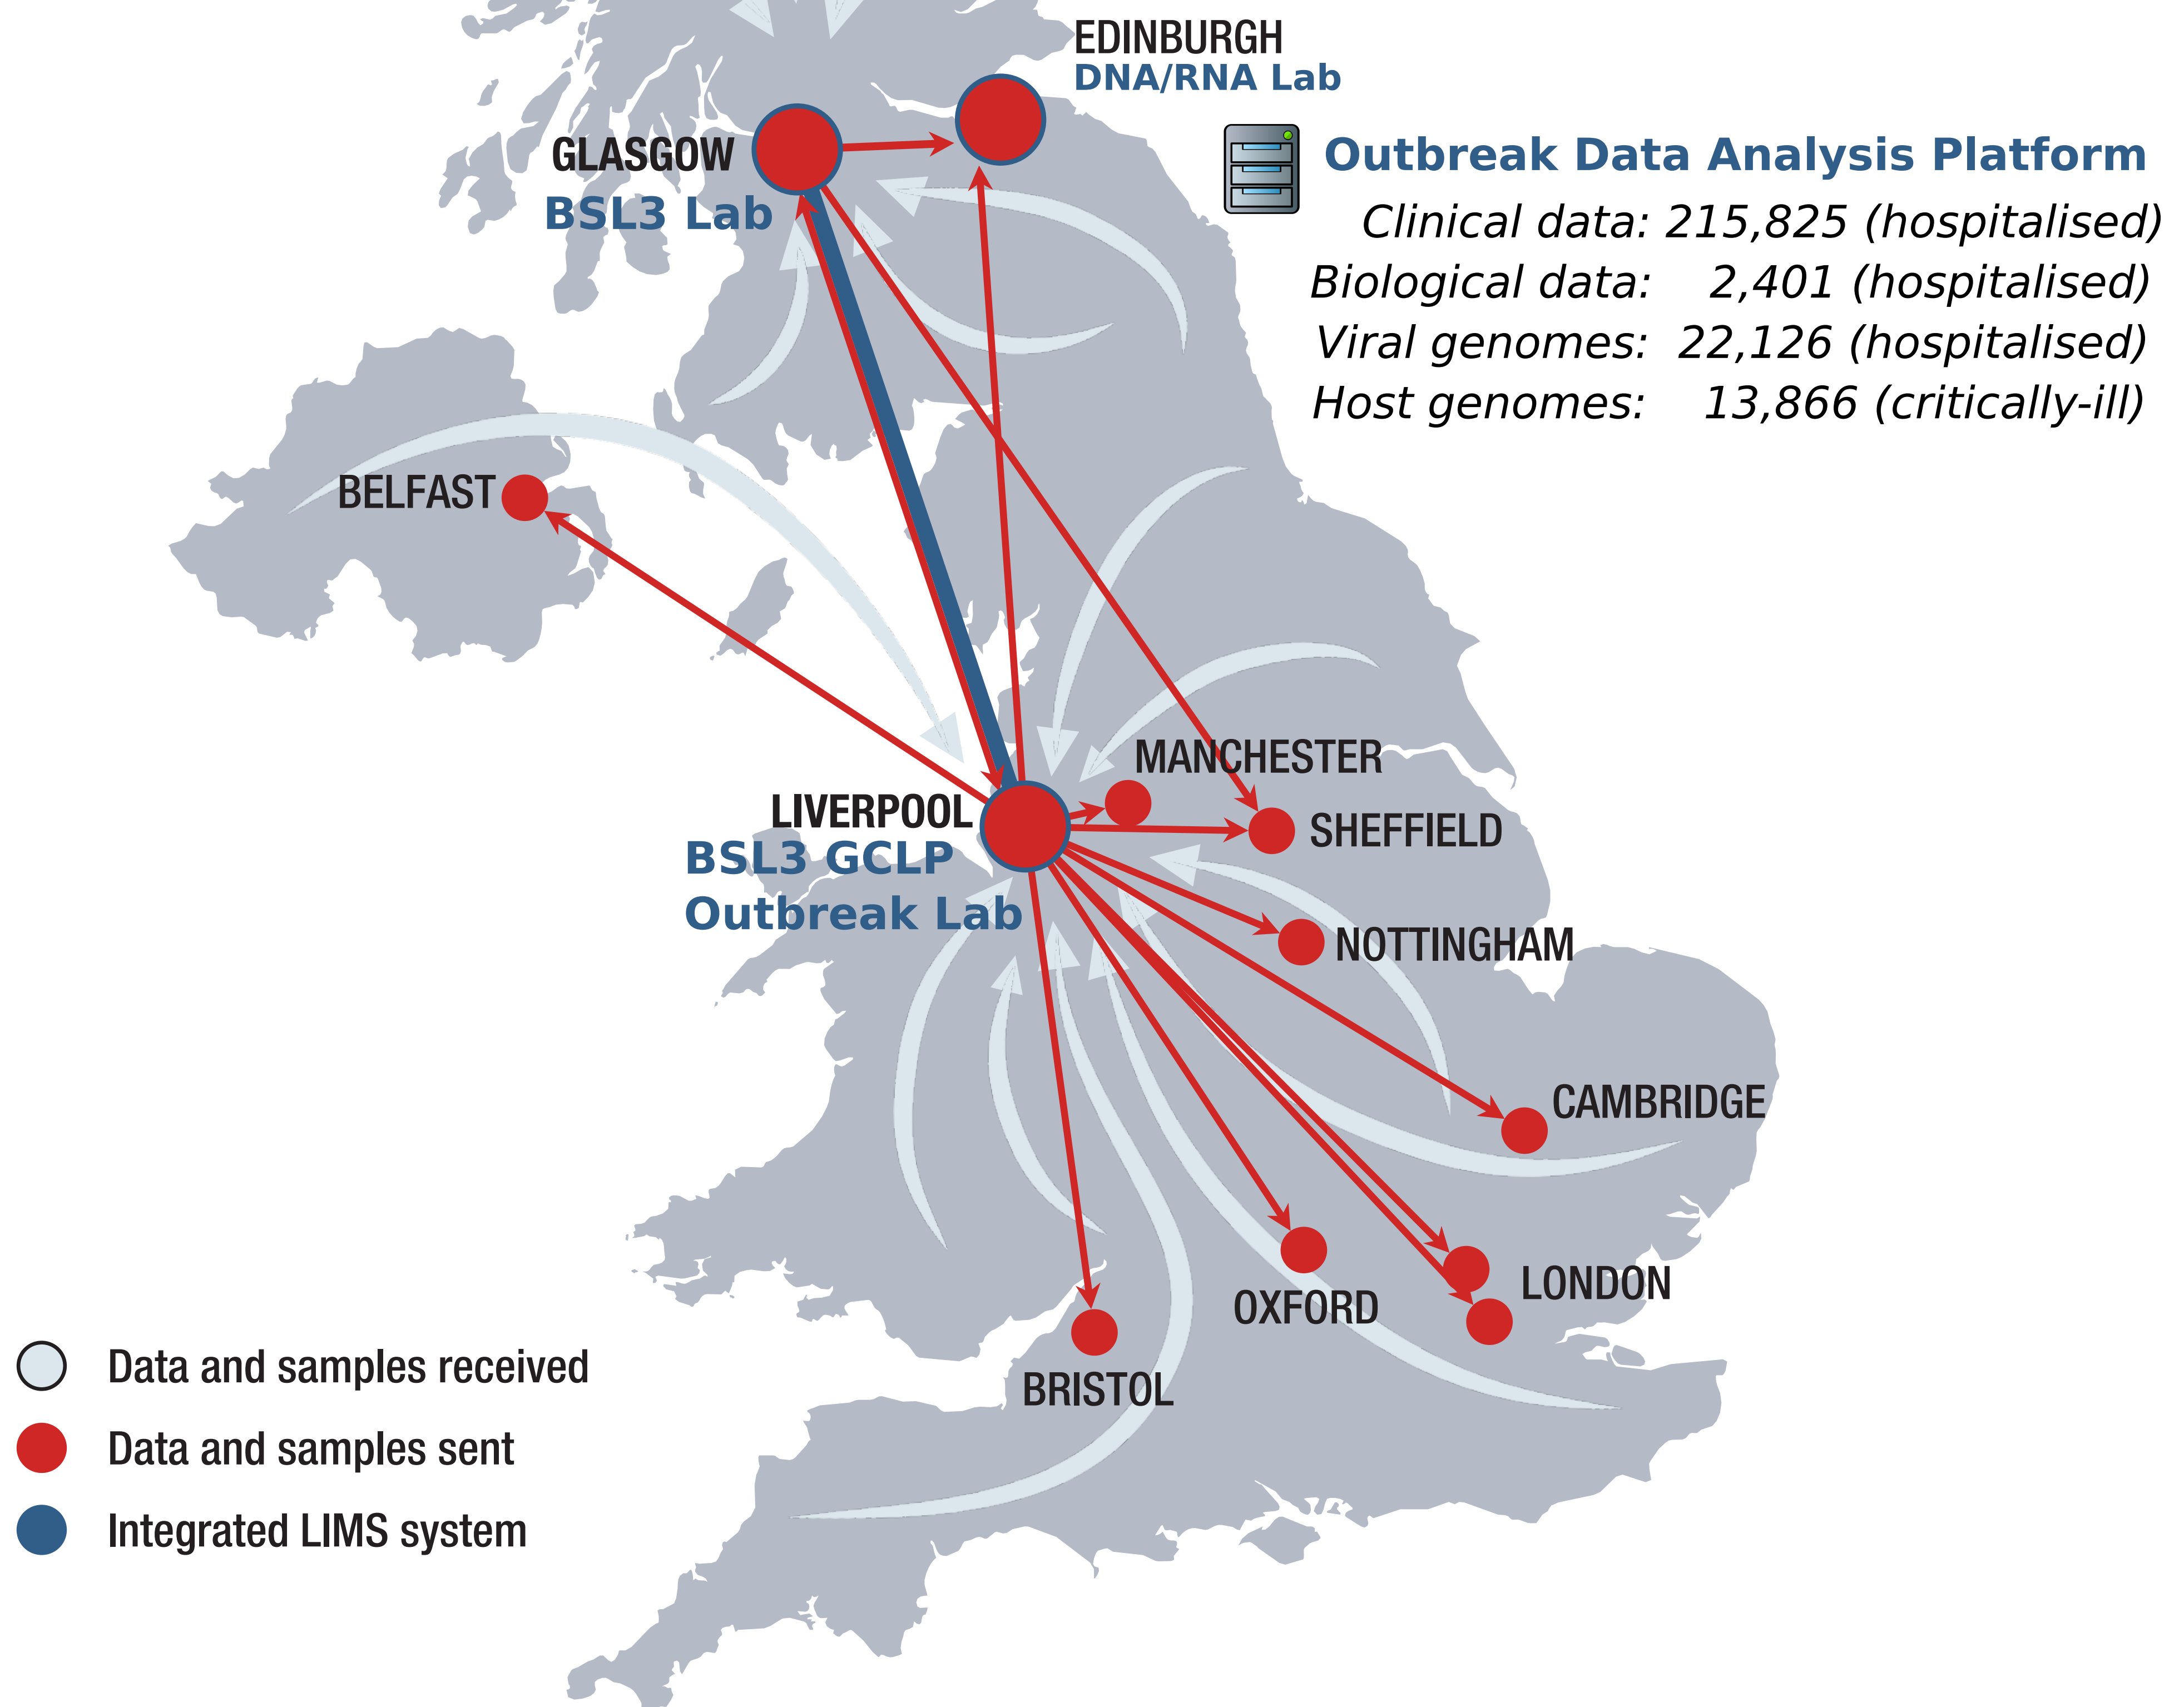 EDINBURGH
DNA/RNA Lab
GLASGOW
BSL3 Lab
Outbreak Data Analysis Platform
Clinical data: 215,825 (hospitalised)
Biological data: 2,401 (hospitalised)
Viral genomes: 22,126 (hospitalised)
Host genomes: 13,866 (critically-ill)
BELFAST
MANCHESTER
LIVERPOOL
BSL3 GCLP
Outbreak Lab
SHEFFIELD
NOTTINGHAM
CAMBRIDGE
LONDON
OXFORD
BRISTOL
Data and samples received
Data and samples sent
Integrated LIMS system